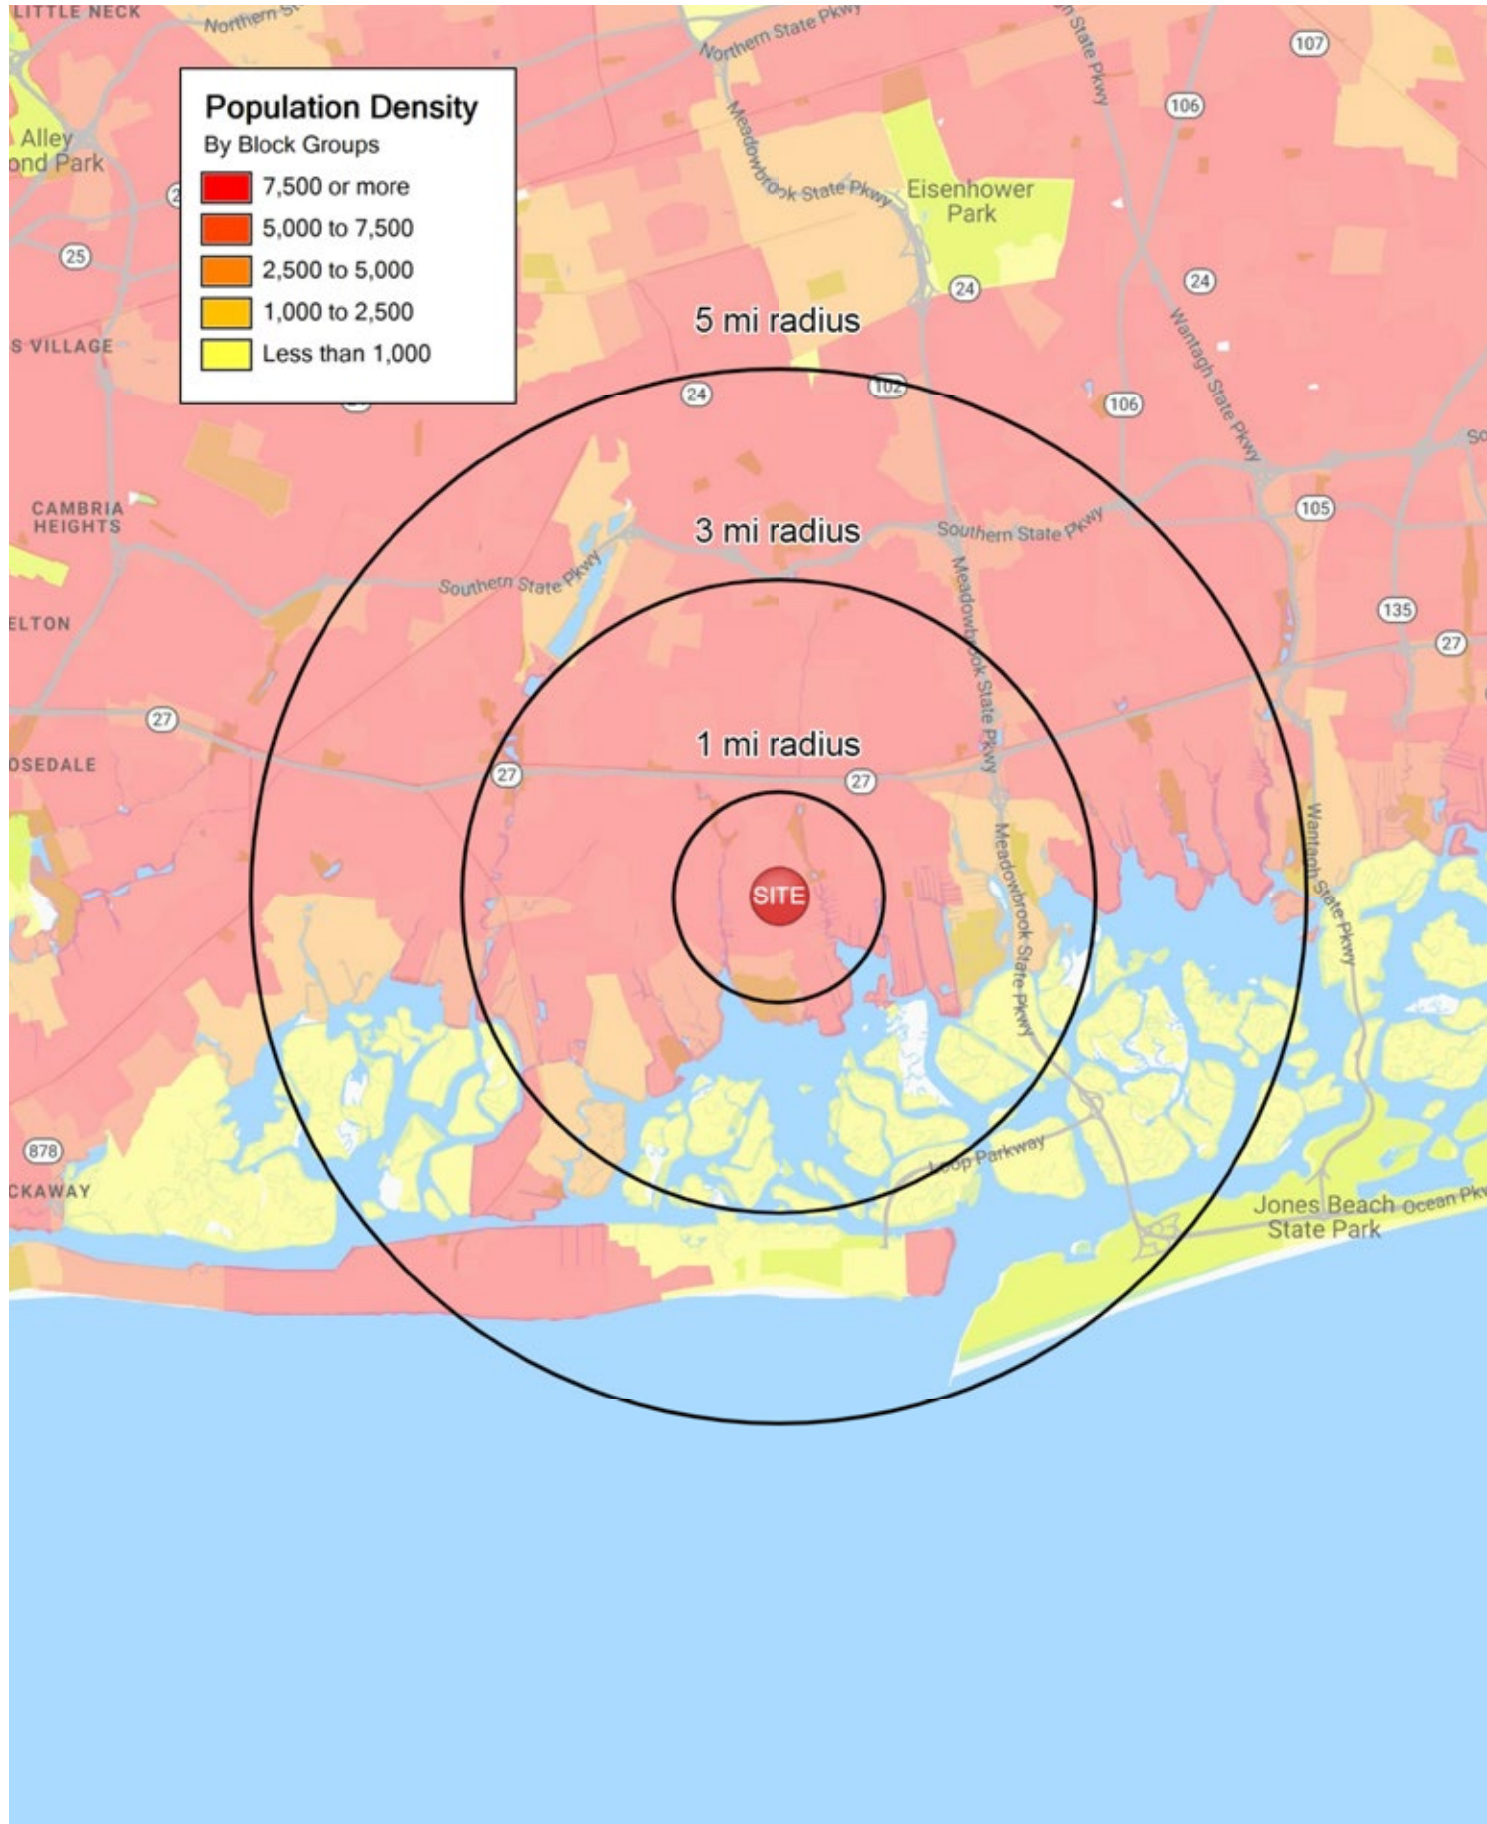 LITTLE NECK
Northern St
Northern State Pkwy
n State Pkwy
107
106
Population Density
By Block Groups
7,500 or more
5,000 to 7,500
2,500 to 5,000
1,000 to 2,500
Less than 1,000
Alley
ond Park
2
25
Meadowbrook State Pkwy
Eisenhower
Park
24
24
S VILLAGE
5 mi radius
Wantagh State Pkwy
24
102
106
So
CAMBRIA
HEIGHTS
105
3 mi radius
Southern State Pkwy
Southern State Pkwy
Meadowbrook State Pkwy
ELTON
135
27
27
1 mi radius
OSEDALE
27
27
SITE
Meadowbrook State Pkwy
Wantagh State Pkwy
878
Loop Parkway
CKAWAY
Jones Beach
State Park
Ocean Pkw